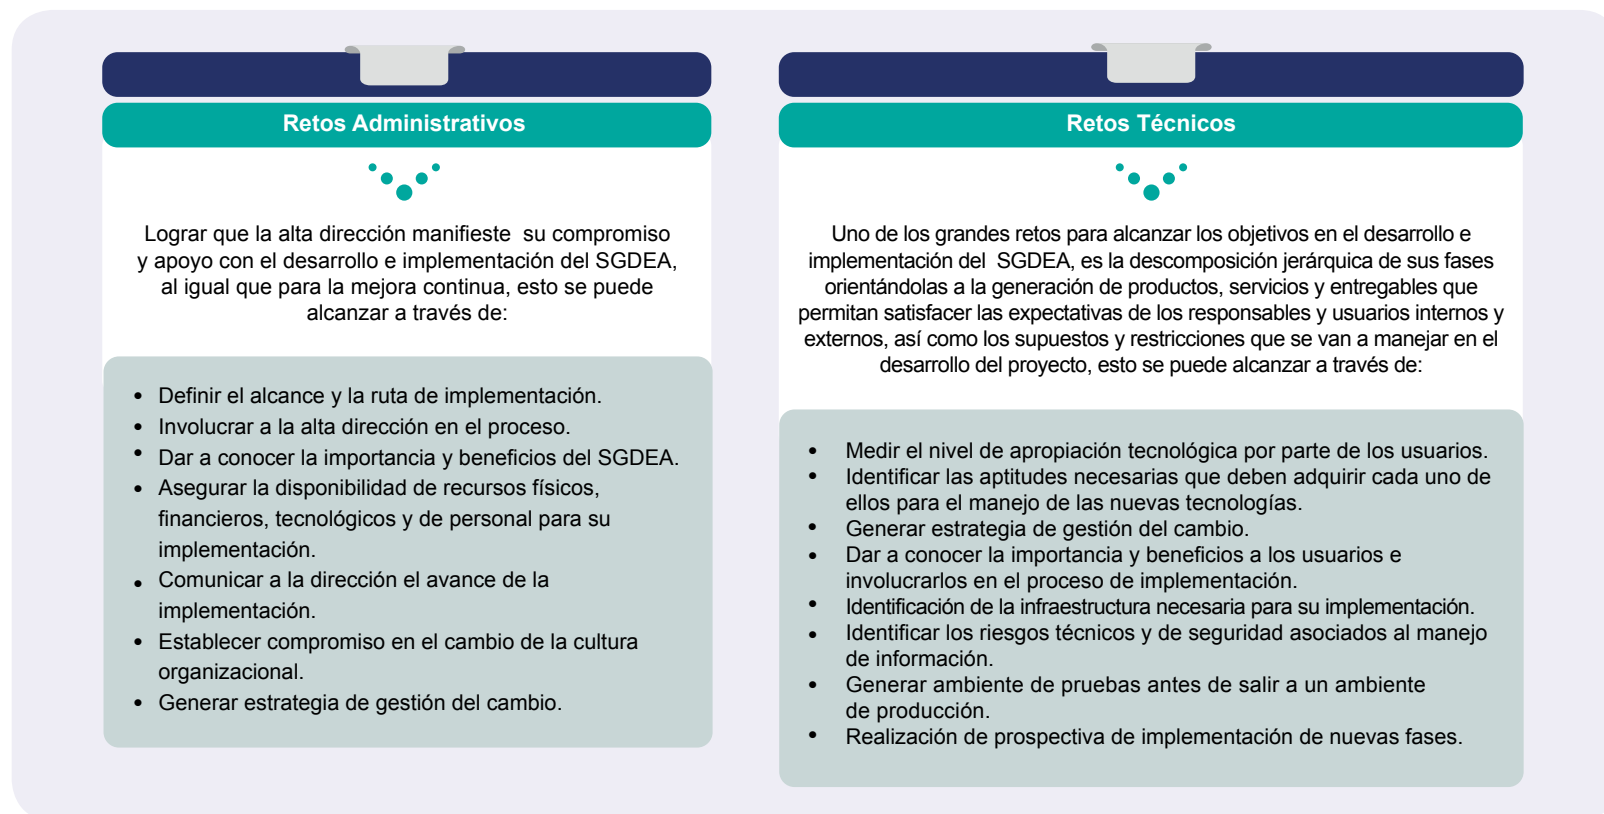 Retos Administrativos
Lograr que la alta dirección manifieste su compromiso
y apoyo con el desarrollo e implementación del SGDEA,
al igual que para la mejora continua, esto se puede
alcanzar a través de:
• Definir el alcance y la ruta de implementación.
• Involucrar a la alta dirección en el proceso.
• Dar a conocer la importancia y beneficios del SGDEA.
• Asegurar la disponibilidad de recursos físicos,
financieros, tecnológicos y de personal para su
implementación.
• Comunicar a la dirección el avance de la
implementación.
• Establecer compromiso en el cambio de la cultura
organizacional.
• Generar estrategia de gestión del cambio.
Retos Técnicos
Uno de los grandes retos para alcanzar los objetivos en el desarrollo e
implementación del SGDEA, es la descomposición jerárquica de sus fases
orientándolas a la generación de productos, servicios y entregables que
permitan satisfacer las expectativas de los responsables y usuarios internos y
externos, así como los supuestos y restricciones que se van a manejar en el
desarrollo del proyecto, esto se puede alcanzar a través de:
• Medir el nivel de apropiación tecnológica por parte de los usuarios.
• Identificar las aptitudes necesarias que deben adquirir cada uno de
ellos para el manejo de las nuevas tecnologías.
• Generar estrategia de gestión del cambio.
• Dar a conocer la importancia y beneficios a los usuarios e
involucrarlos en el proceso de implementación.
• Identificación de la infraestructura necesaria para su implementación.
• Identificar los riesgos técnicos y de seguridad asociados al manejo
de información.
• Generar ambiente de pruebas antes de salir a un ambiente
de producción.
• Realización de prospectiva de implementación de nuevas fases.